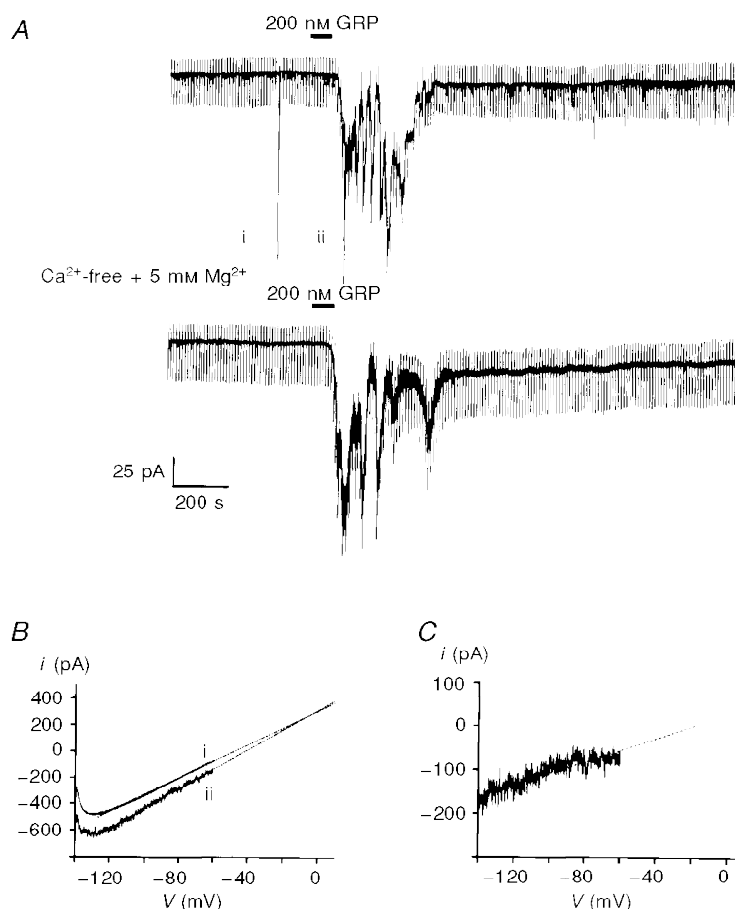 A
200 nM GRP
i
ii
Ca²⁺-free + 5 mM Mg²⁺
200 nM GRP
25 pA
200 s
B
i (pA)
400
200
0
−200
−400
−600
i
ii
−120 −80 −40 0
V (mV)
C
i (pA)
100
0
−100
−200
−120 −80 −40 0
V (mV)